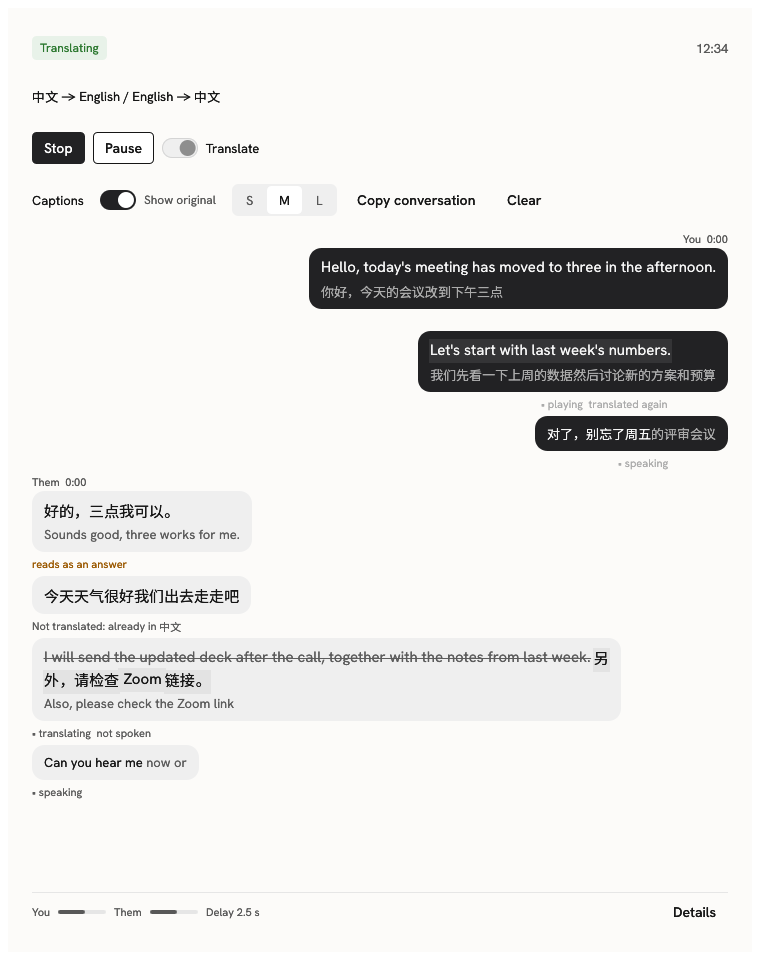 Translating
12:34
中文 → English / English → 中文
Stop Pause Translate
Captions Show original S M L Copy conversation Clear
You 0:00
Hello, today's meeting has moved to three in the afternoon.
你好，今天的会议改到下午三点
Let's start with last week's numbers.
我们先看一下上周的数据然后讨论新的方案和预算
• playing translated again
对了，别忘了周五的评审会议
• speaking
Them 0:00
好的，三点我可以。
Sounds good, three works for me.
reads as an answer
今天天气很好我们出去走走吧
Not translated: already in 中文
I will send the updated deck after the call, together with the notes from last week. 另
外，请检查 Zoom 链接。
Also, please check the Zoom link
• translating not spoken
Can you hear me now or
• speaking
You Them Delay 2.5 s Details